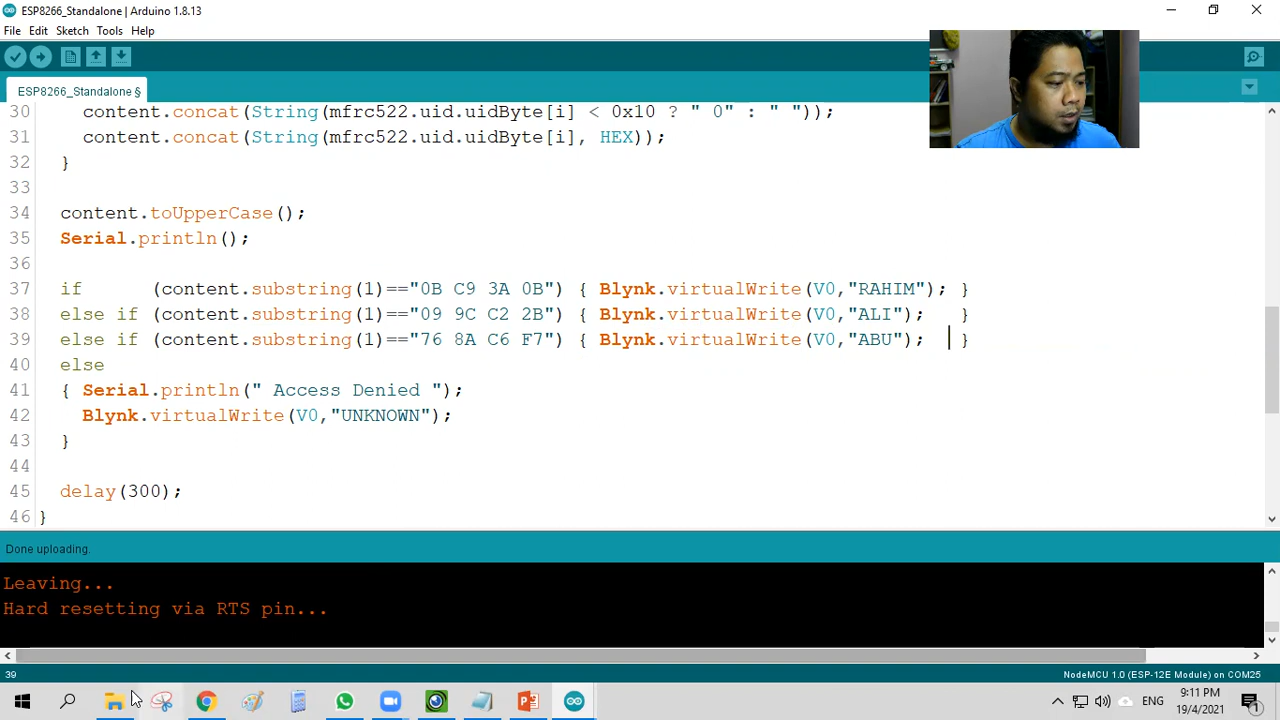 ESP8266_Standalone | Arduino 1.8.13
File Edit Sketch Tools Help
ESP8266_Standalone §
30 content.concat(String(mfrc522.uid.uidByte[i] < 0x10 ? " 0" : " "));
31 content.concat(String(mfrc522.uid.uidByte[i], HEX));
32 }
33
34 content.toUpperCase();
35 Serial.println();
36
37 if (content.substring(1)=="0B C9 3A 0B") { Blynk.virtualWrite(V0,"RAHIM"); }
38 else if (content.substring(1)=="09 9C C2 2B") { Blynk.virtualWrite(V0,"ALI"); }
39 else if (content.substring(1)=="76 8A C6 F7") { Blynk.virtualWrite(V0,"ABU"); }
40 else
41 { Serial.println(" Access Denied ");
42 Blynk.virtualWrite(V0,"UNKNOWN");
43 }
44
45 delay(300);
46 }
Done uploading.
Leaving...
Hard resetting via RTS pin...
39 NodeMCU 1.0 (ESP-12E Module) on COM25
ENG 9:11 PM
19/4/2021